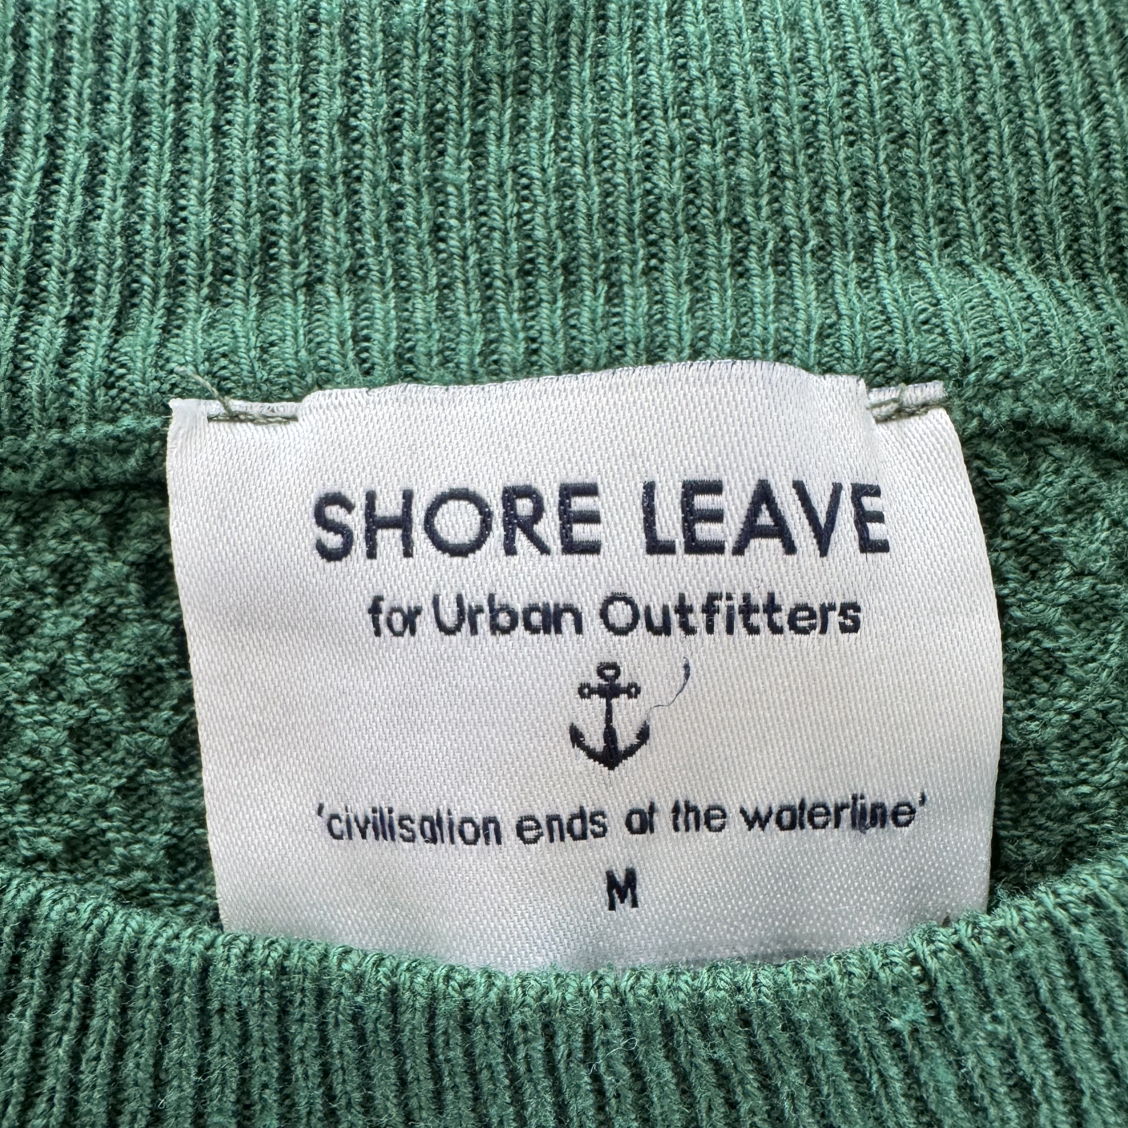 SHORE LEAVE
for Urban Outfitters
'civilisation ends at the waterline'
M